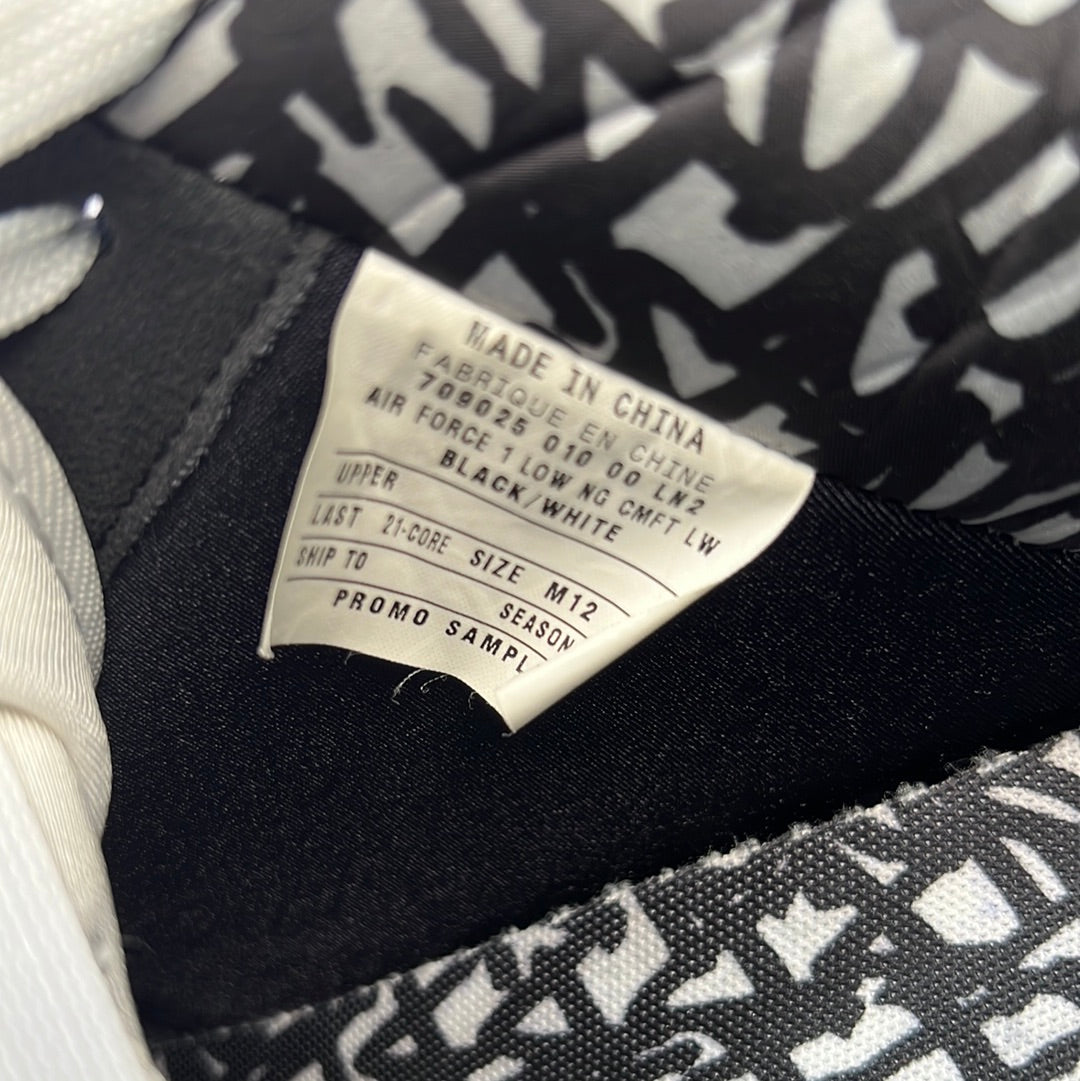 MADE IN CHINA
FABRIQUE EN CHINE
709025 010 00 LN2
AIR FORCE 1 LOW NG CMFT LW
BLACK/WHITE
UPPER
LAST 21-CORE SIZE M12
SHIP TO SEASON
PROMO SAMPL